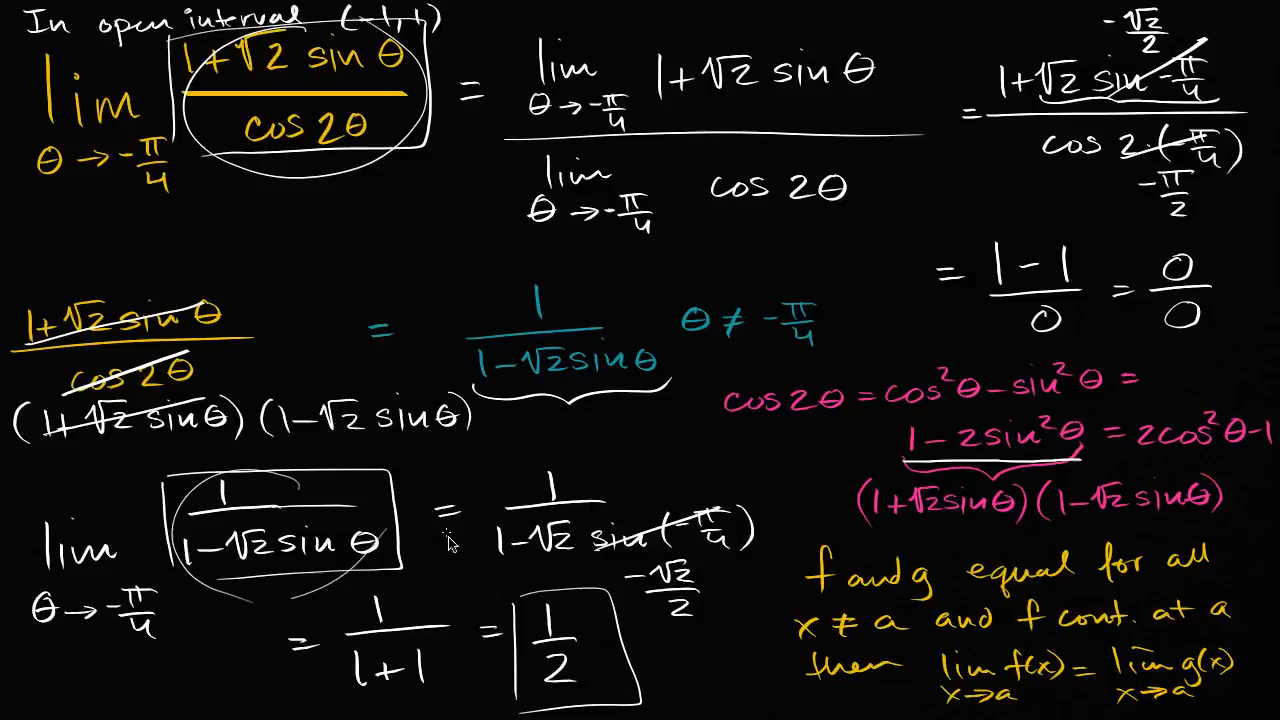 In open interval (-1,1)
lim θ→-π/4 (1+√2 sin θ)/(cos 2θ) = (lim θ→-π/4 1+√2 sin θ)/(lim θ→-π/4 cos 2θ)
= (1+√2 sin -π/4)/(cos 2·(-π/4))
-√2/2
-π/2
= (1-1)/0 = 0/0
(1+√2 sin θ)/(cos 2θ) = 1/(1-√2 sin θ) θ ≠ -π/4
(1+√2 sin θ)(1-√2 sin θ)
cos 2θ = cos²θ - sin²θ =
1-2sin²θ = 2cos²θ-1
(1+√2 sinθ)(1-√2 sinθ)
lim θ→-π/4 1/(1-√2 sin θ) = 1/(1-√2 sin(-π/4))
-√2/2
= 1/(1+1) = 1/2
f and g equal for all
x ≠ a and f cont. at a
then lim x→a f(x) = lim x→a g(x)